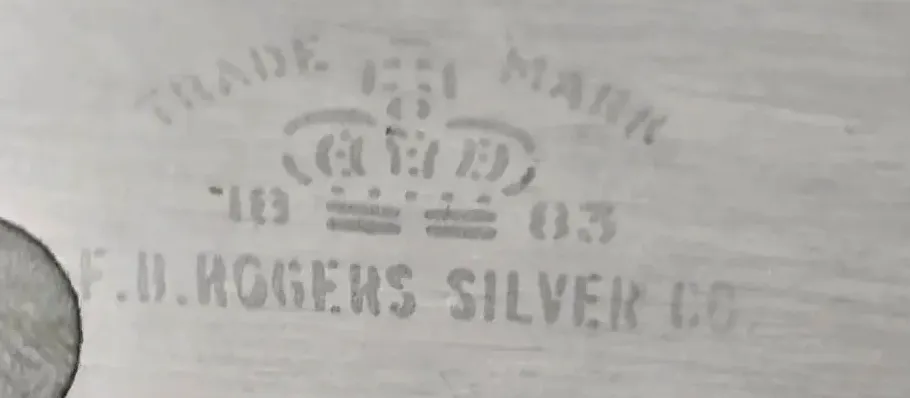 TRADE MARK
18 83
F.B. ROGERS SILVER CO.